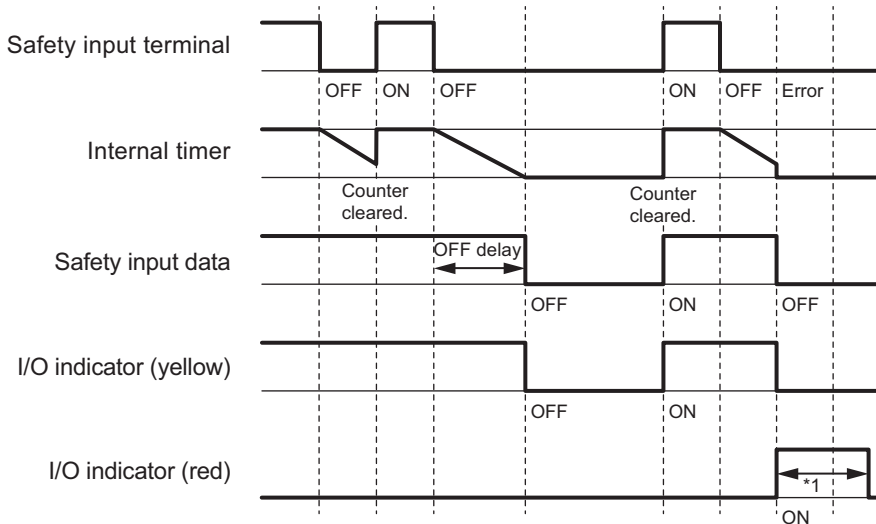 Safety input terminal
OFF ON OFF ON OFF Error
Internal timer
Counter cleared.
Counter cleared.
Safety input data
OFF delay
OFF ON OFF
I/O indicator (yellow)
OFF ON
I/O indicator (red)
*1
ON